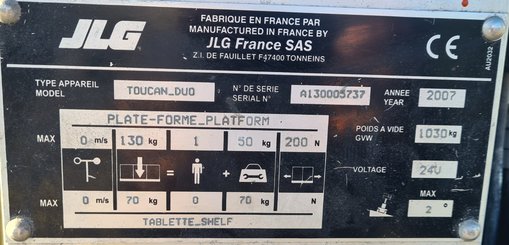 JLG
FABRIQUE EN FRANCE PAR
MANUFACTURED IN FRANCE BY
JLG France SAS
Z.I. DE FAUILLET F47400 TONNEINS
CE
AU2032
TYPE APPAREIL
MODEL
TOUCAN_DUO
N° DE SERIE
SERIAL N°
A130005737
ANNEE
YEAR
2007
PLATE-FORME_PLATFORM
MAX 0 m/s 130 kg 1 50 kg 200 N
= +
MAX 0 m/s 70 kg 0 70 kg N
TABLETTE_SHELF
POIDS A VIDE
GVW
1030 kg
VOLTAGE
24V
MAX
2°